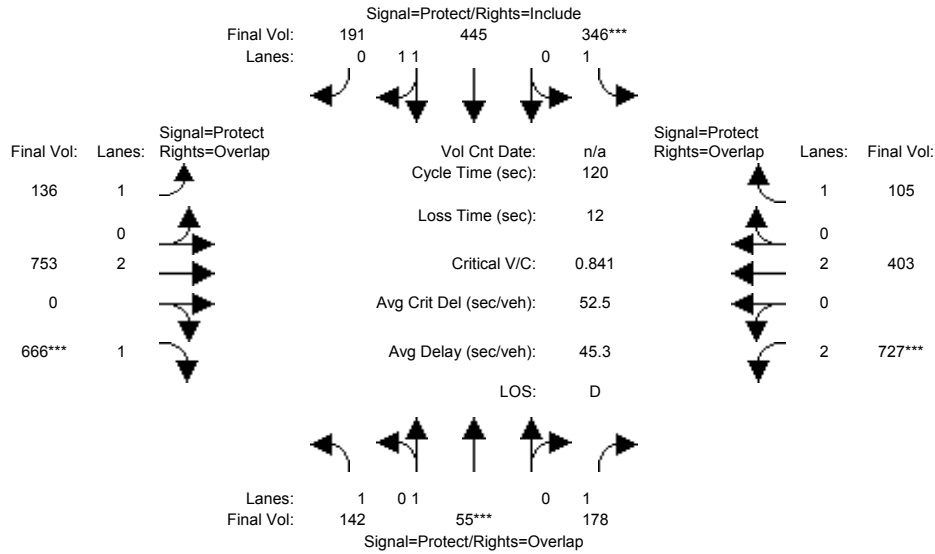 Signal=Protect/Rights=Include
Final Vol: 191 445 346***
Lanes: 0 1 1 0 1
Signal=Protect
Final Vol: Lanes: Rights=Overlap
Vol Cnt Date: n/a
Signal=Protect
Rights=Overlap Lanes: Final Vol:
Cycle Time (sec): 120
136 1
1 105
Loss Time (sec): 12
0
0
753 2
Critical V/C: 0.841
2 403
0
Avg Crit Del (sec/veh): 52.5
0
666*** 1
Avg Delay (sec/veh): 45.3
2 727***
LOS: D
Lanes: 1 0 1 0 1
Final Vol: 142 55*** 178
Signal=Protect/Rights=Overlap